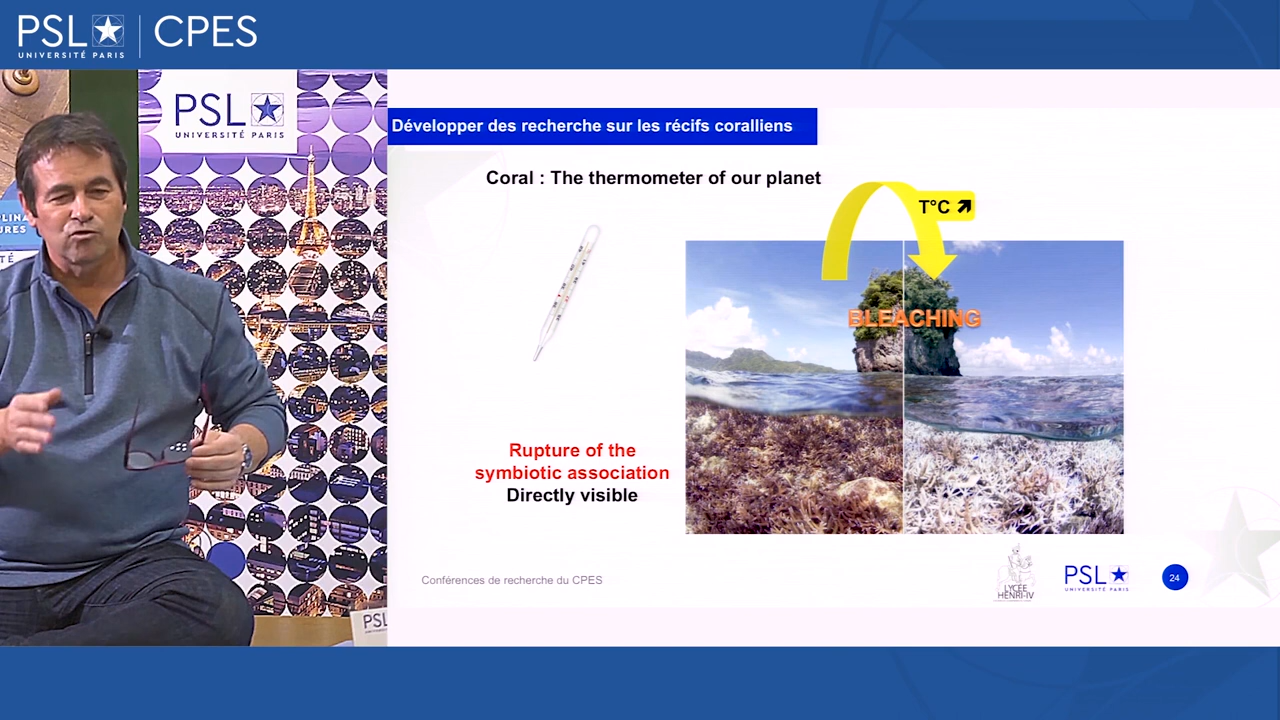 PSL CPES
UNIVERSITÉ PARIS
PSL
UNIVERSITÉ PARIS
Développer des recherche sur les récifs coralliens
Coral : The thermometer of our planet
T°C
BLEACHING
Rupture of the
symbiotic association
Directly visible
Conférences de recherche du CPES
LYCÉE
HENRI-IV
PSL
UNIVERSITÉ PARIS
24
PSL